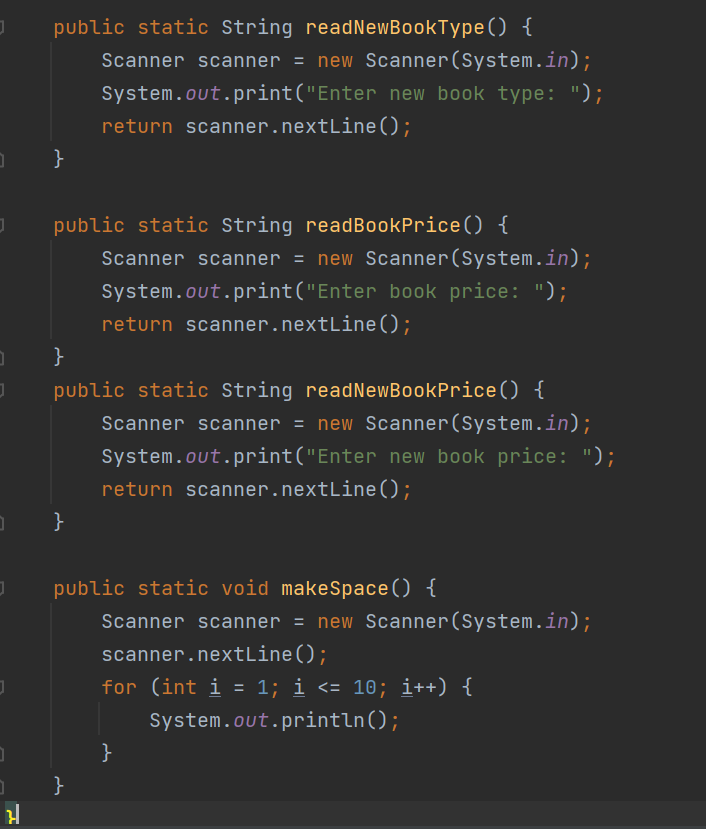 public static String readNewBookType() {
Scanner scanner = new Scanner(System.in);
System.out.print("Enter new book type: ");
return scanner.nextLine();
}
public static String readBookPrice() {
Scanner scanner = new Scanner(System.in);
System.out.print("Enter book price: ");
return scanner.nextLine();
}
public static String readNewBookPrice() {
Scanner scanner = new Scanner(System.in);
System.out.print("Enter new book price: ");
return scanner.nextLine();
}
public static void makeSpace() {
Scanner scanner = new Scanner(System.in);
scanner.nextLine();
for (int i = 1; i <= 10; i++) {
System.out.println();
}
}
}